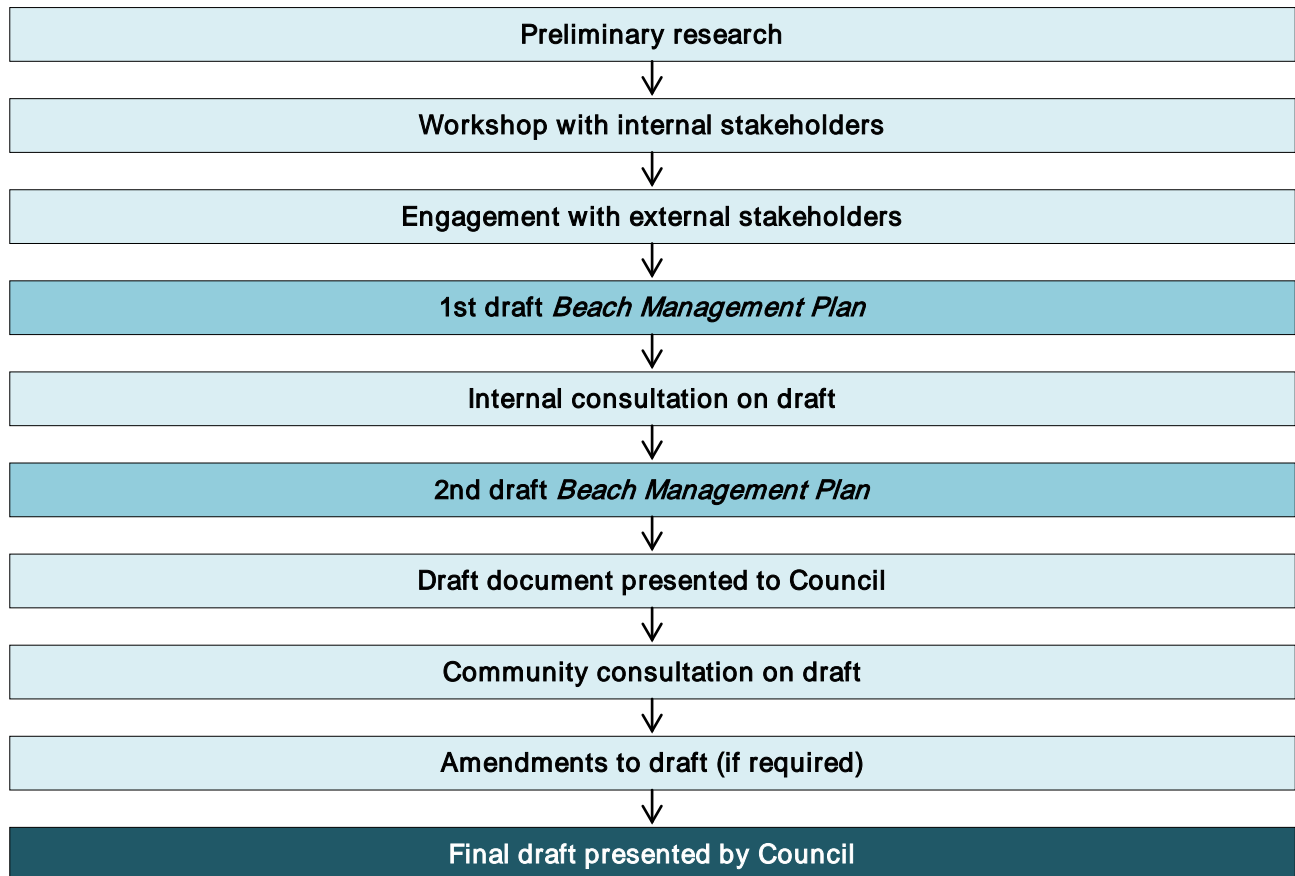 Preliminary research
Workshop with internal stakeholders
Engagement with external stakeholders
1st draft Beach Management Plan
Internal consultation on draft
2nd draft Beach Management Plan
Draft document presented to Council
Community consultation on draft
Amendments to draft (if required)
Final draft presented by Council